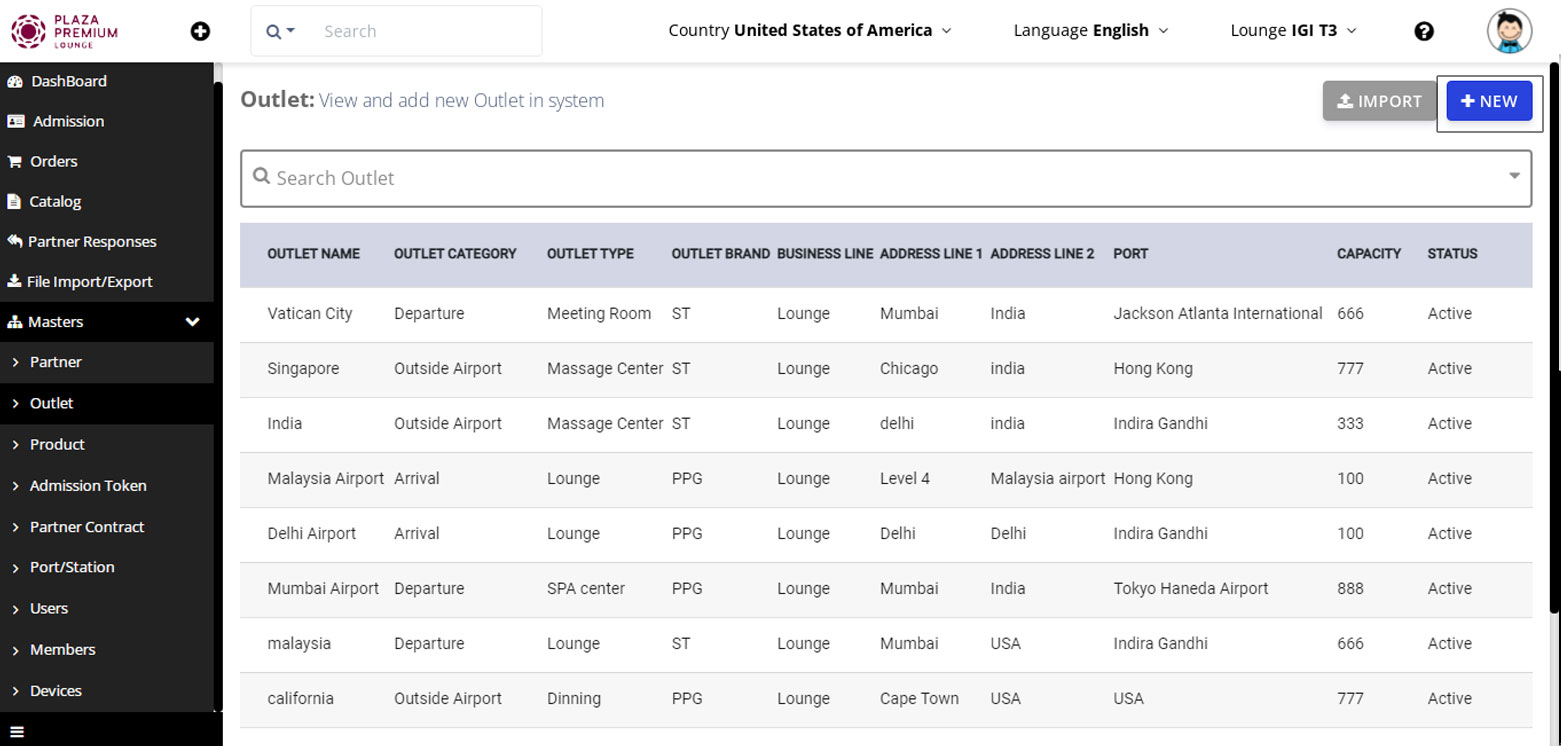 PLAZA
PREMIUM
LOUNGE
Search
Country United States of America
Language English
Lounge IGI T3
DashBoard
Admission
Orders
Catalog
Partner Responses
File Import/Export
Masters
Partner
Outlet
Product
Admission Token
Partner Contract
Port/Station
Users
Members
Devices
Outlet: View and add new Outlet in system
IMPORT
NEW
Search Outlet
OUTLET NAME OUTLET CATEGORY OUTLET TYPE OUTLET BRAND BUSINESS LINE ADDRESS LINE 1 ADDRESS LINE 2 PORT CAPACITY STATUS
Vatican City Departure Meeting Room ST Lounge Mumbai India Jackson Atlanta International 666 Active
Singapore Outside Airport Massage Center ST Lounge Chicago india Hong Kong 777 Active
India Outside Airport Massage Center ST Lounge delhi india Indira Gandhi 333 Active
Malaysia Airport Arrival Lounge PPG Lounge Level 4 Malaysia airport Hong Kong 100 Active
Delhi Airport Arrival Lounge PPG Lounge Delhi Delhi Indira Gandhi 100 Active
Mumbai Airport Departure SPA center PPG Lounge Mumbai India Tokyo Haneda Airport 888 Active
malaysia Departure Lounge ST Lounge Mumbai USA Indira Gandhi 666 Active
california Outside Airport Dinning PPG Lounge Cape Town USA USA 777 Active